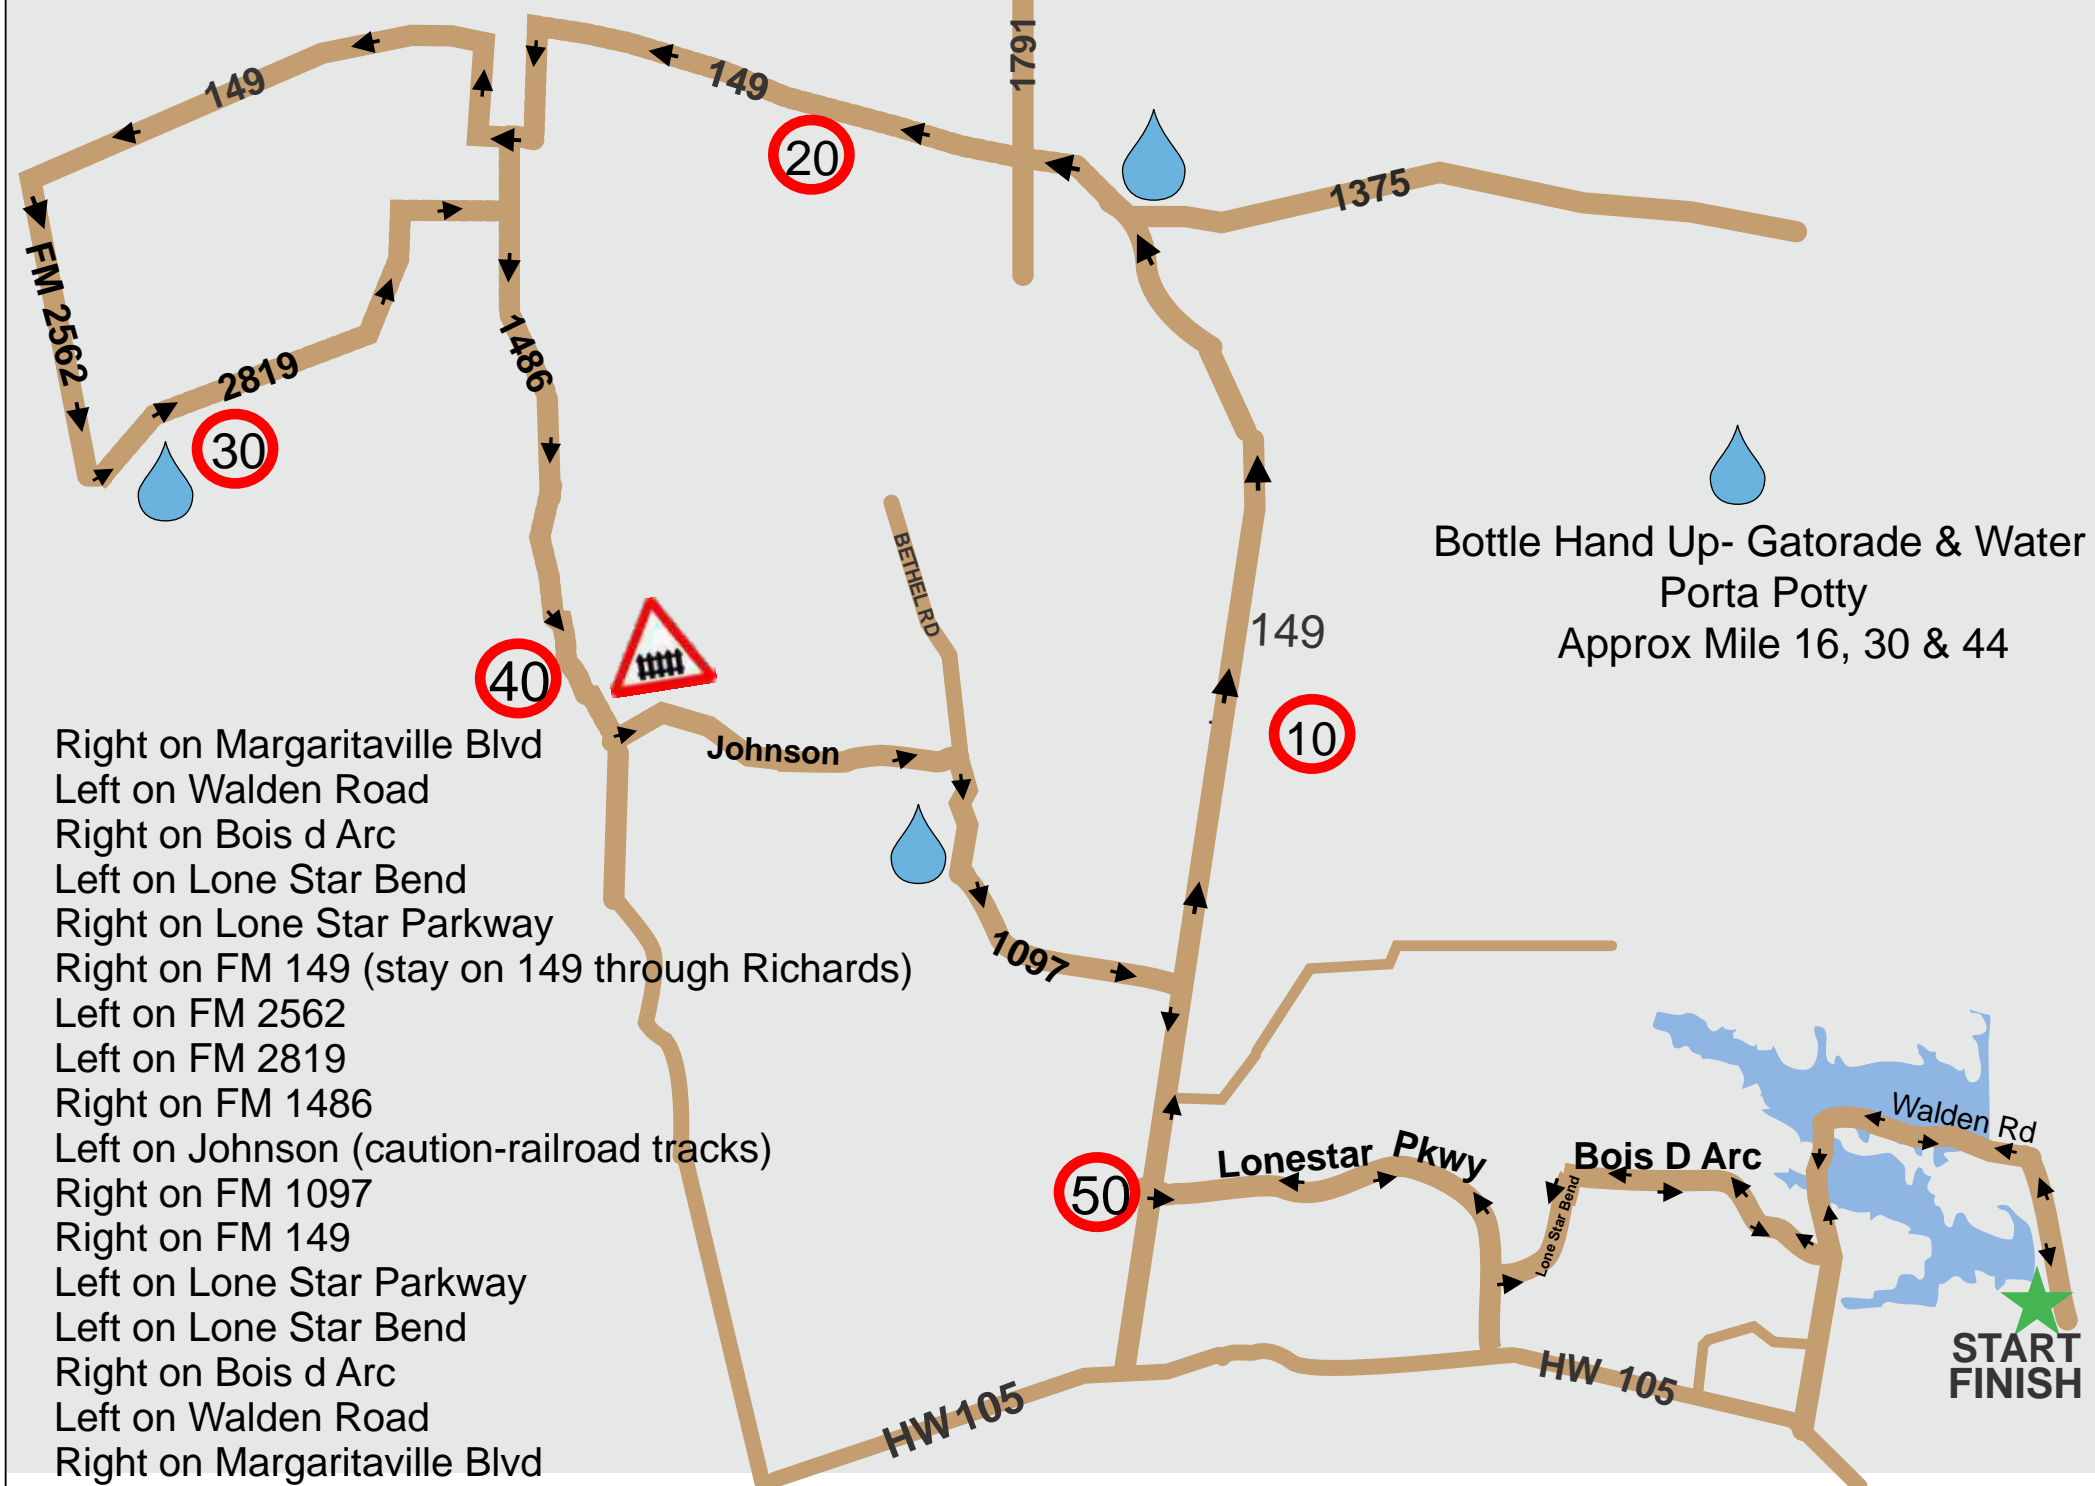 1791
149
149
20
1375
FM 2562
1486
2819
30
BETHEL RD
Bottle Hand Up- Gatorade & Water
Porta Potty
Approx Mile 16, 30 & 44
149
40
10
Johnson
Right on Margaritaville Blvd
Left on Walden Road
Right on Bois d Arc
Left on Lone Star Bend
Right on Lone Star Parkway
Right on FM 149 (stay on 149 through Richards)
Left on FM 2562
Left on FM 2819
Right on FM 1486
Left on Johnson (caution-railroad tracks)
Right on FM 1097
Right on FM 149
Left on Lone Star Parkway
Left on Lone Star Bend
Right on Bois d Arc
Left on Walden Road
Right on Margaritaville Blvd
1097
Walden Rd
Lonestar Pkwy
Bois D Arc
50
Lone Star Bend
START
FINISH
HW 105
HW 105